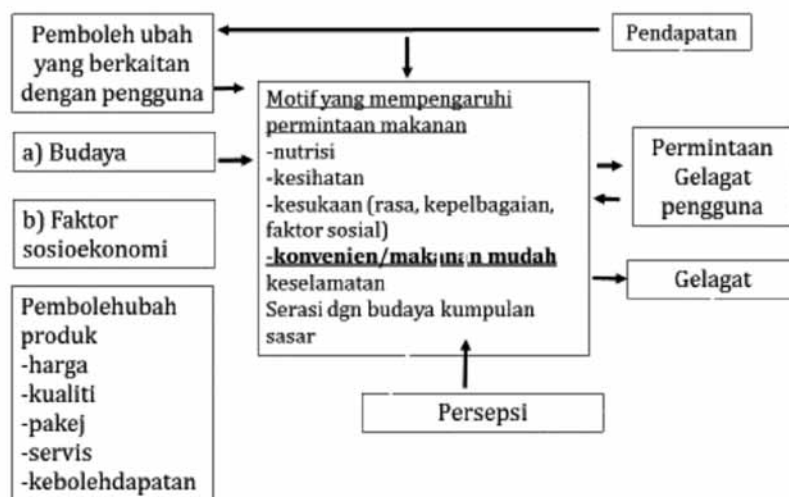 Pemboleh ubah
yang berkaitan
dengan pengguna
Pendapatan
a) Budaya
b) Faktor
sosioekonomi
Pembolehubah
produk
-harga
-kualiti
-pakej
-servis
-kebolehdapatan
Motif yang mempengaruhi
permintaan makanan
-nutrisi
-kesihatan
-kesukaan (rasa, kepelbagaian,
faktor sosial)
-konvenien/makanan mudah
keselamatan
Serasi dgn budaya kumpulan
sasar
Persepsi
Permintaan
Gelagat
pengguna
Gelagat